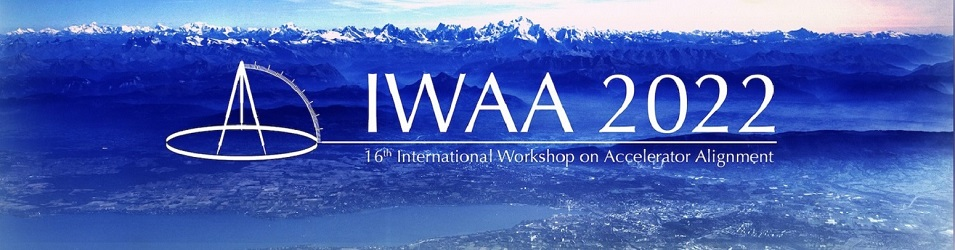 IWAA 2022
16th International Workshop on Accelerator Alignment